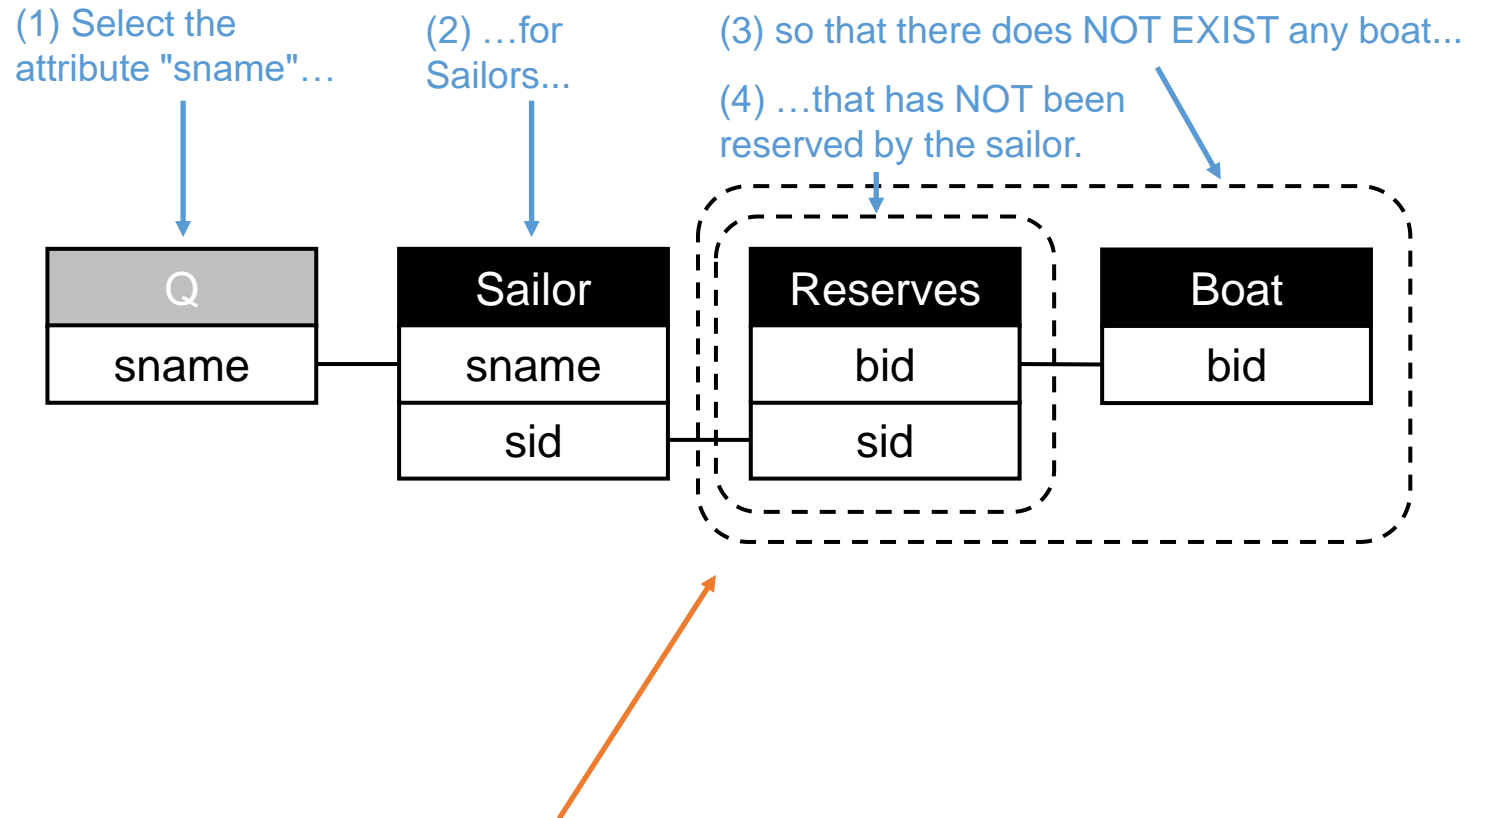 (1) Select the
attribute "sname"…
(2) …for
Sailors...
(3) so that there does NOT EXIST any boat...
(4) …that has NOT been
reserved by the sailor.
Q
sname
Sailor
sname
sid
Reserves
bid
sid
Boat
bid